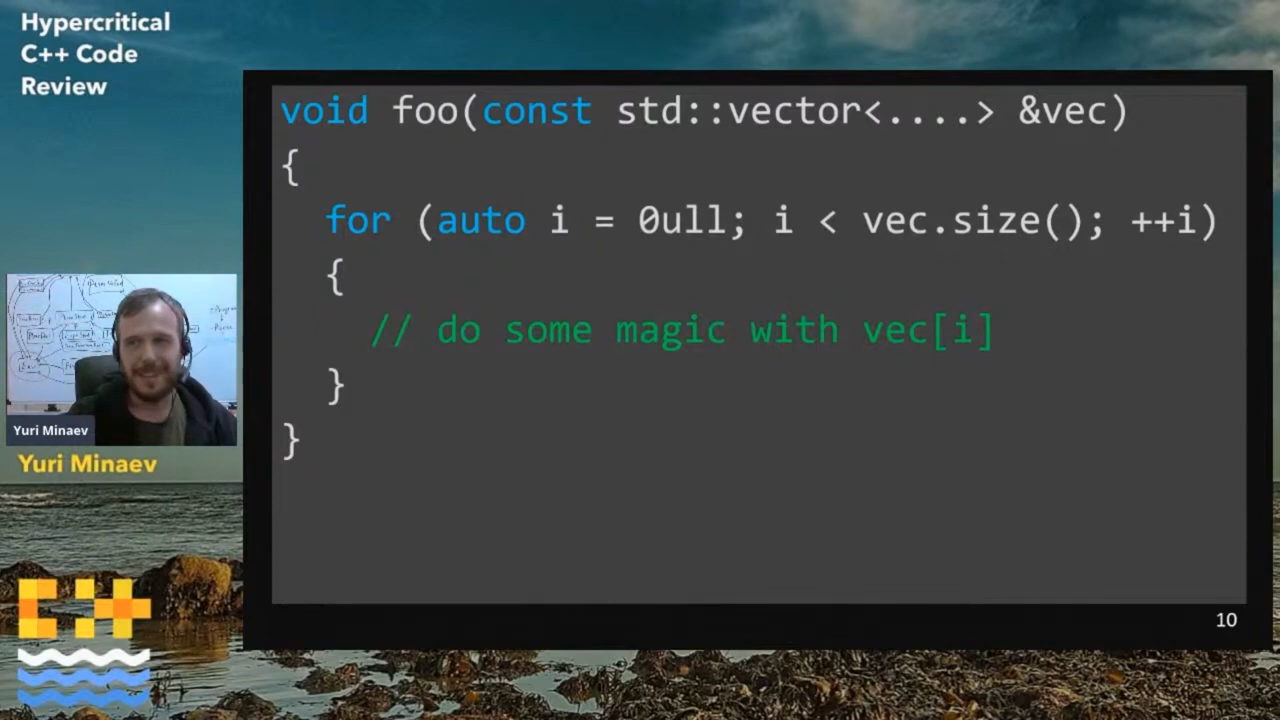 Hypercritical
C++ Code
Review
void foo(const std::vector<....> &vec)
{
for (auto i = 0ull; i < vec.size(); ++i)
{
// do some magic with vec[i]
}
}
Yuri Minaev
Yuri Minaev
10